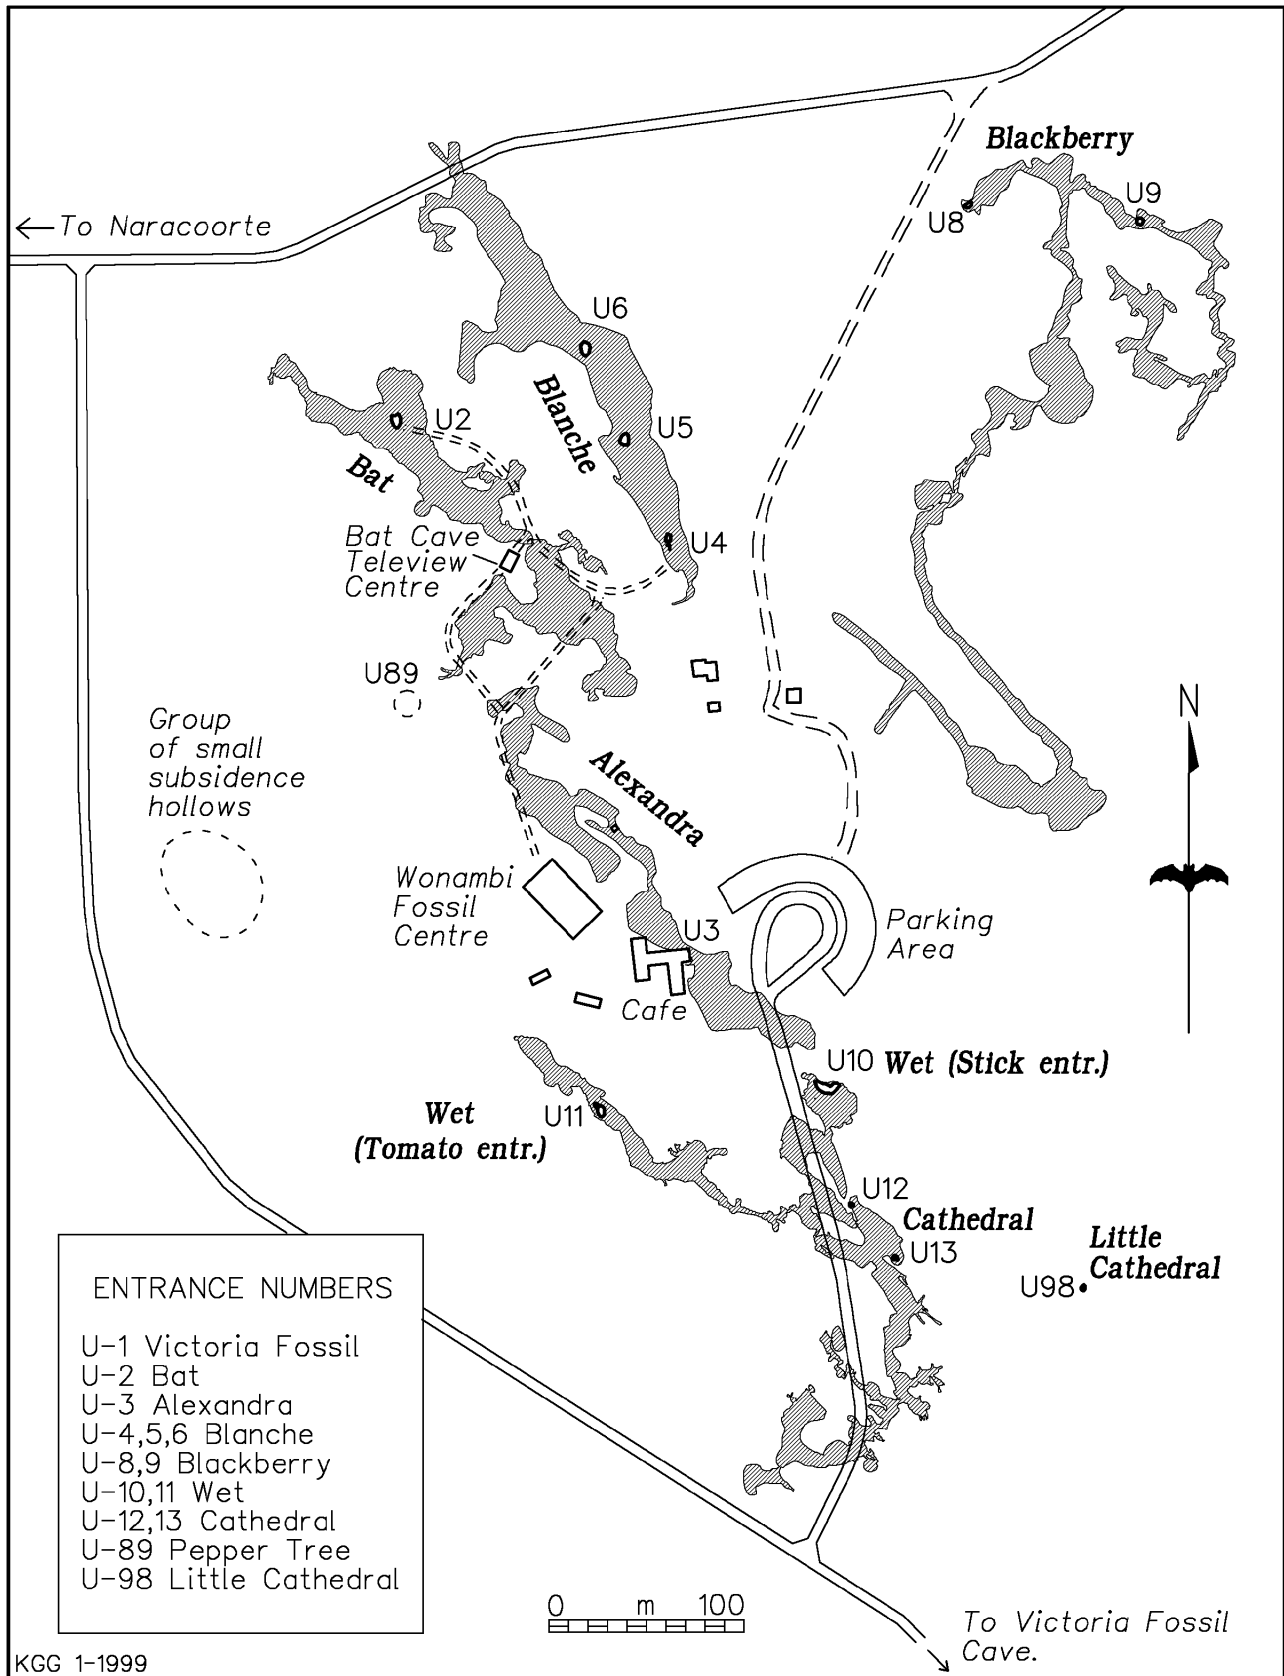 Blackberry
U9
U8
← To Naracoorte
U6
Blanche
U2
U5
Bat
Bat Cave
Teleview
Centre
U4
U89
N
Group
of small
subsidence
hollows
Alexandra
Wonambi
Fossil
Centre
U3
Parking
Area
Cafe
U10 Wet (Stick entr.)
Wet
(Tomato entr.)
U11
U12
Cathedral
U13
Little
Cathedral
U98
ENTRANCE NUMBERS
U-1 Victoria Fossil
U-2 Bat
U-3 Alexandra
U-4,5,6 Blanche
U-8,9 Blackberry
U-10,11 Wet
U-12,13 Cathedral
U-89 Pepper Tree
U-98 Little Cathedral
0 m 100
To Victoria Fossil
Cave.
KGG 1-1999